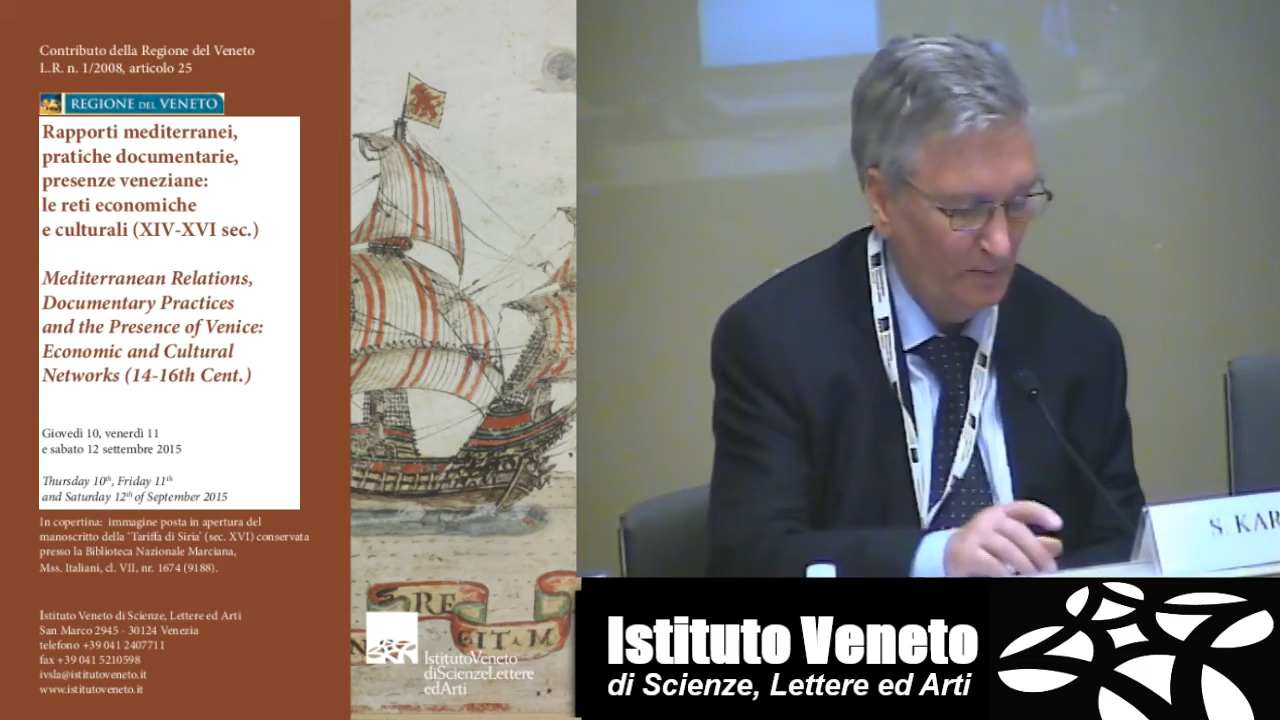 Contributo della Regione del Veneto
L.R. n. 1/2008, articolo 25
REGIONE DEL VENETO
Rapporti mediterranei,
pratiche documentarie,
presenze veneziane:
le reti economiche
e culturali (XIV-XVI sec.)
Mediterranean Relations,
Documentary Practices
and the Presence of Venice:
Economic and Cultural
Networks (14-16th Cent.)
Giovedì 10, venerdì 11
e sabato 12 settembre 2015
Thursday 10th, Friday 11th
and Saturday 12th of September 2015
In copertina: immagine posta in apertura del
manoscritto della 'Tariffa di Siria' (sec. XVI) conservata
presso la Biblioteca Nazionale Marciana,
Mss. Italiani, cl. VII, nr. 1674 (9188).
Istituto Veneto di Scienze, Lettere ed Arti
San Marco 2945 - 30124 Venezia
telefono +39 041 2407711
fax +39 041 5210598
ivsla@istitutoveneto.it
www.istitutoveneto.it
RE
CIT A M
IstitutoVeneto
diScienzeLettere
edArti
S. KAR
Istituto Veneto
di Scienze, Lettere ed Arti